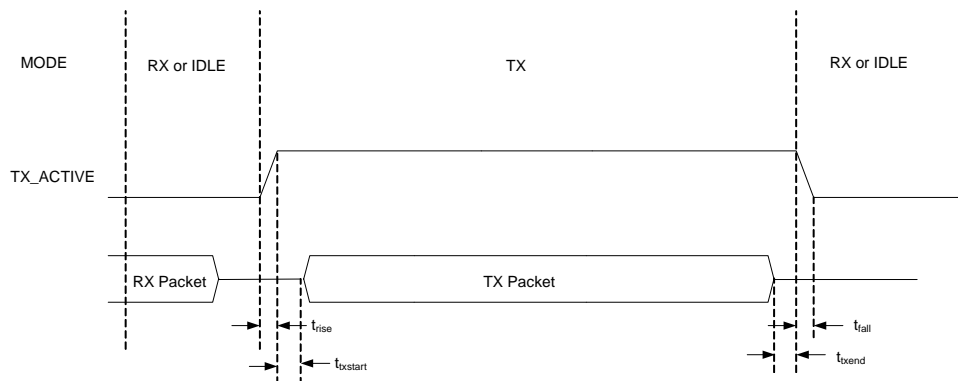 MODE
RX or IDLE
TX
RX or IDLE
TX_ACTIVE
RX Packet
TX Packet
trise
tfall
ttxstart
ttxend